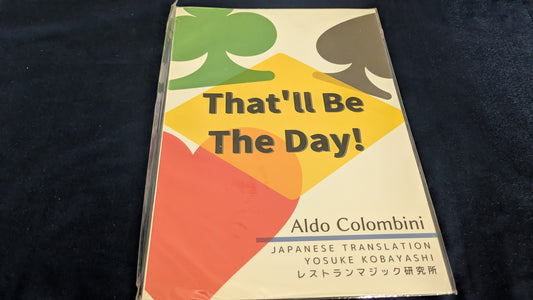 That'll Be
The Day!
Aldo Colombini
JAPANESE TRANSLATION
YOSUKE KOBAYASHI
レストランマジック研究所